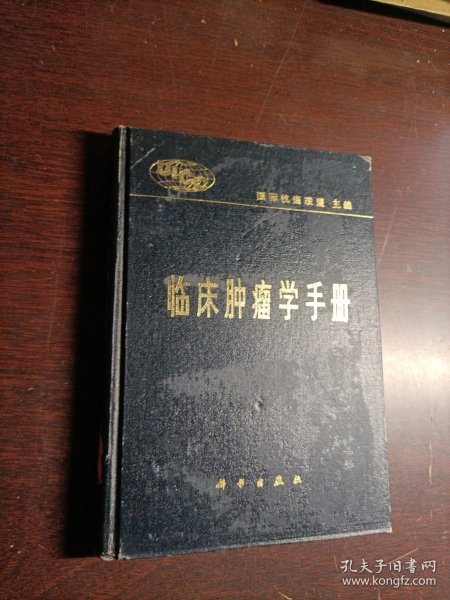 UICC
国际抗癌联盟 主编
临床肿瘤学手册
科学出版社
孔夫子旧书网
www.kongfz.com